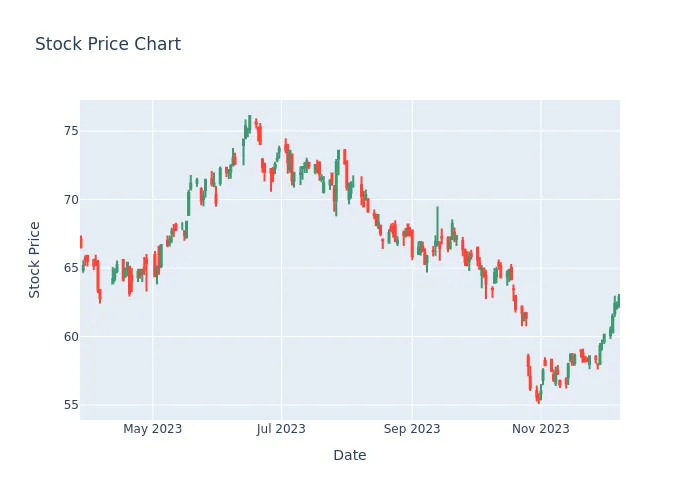 Stock Price Chart
75
70
65
60
55
Stock Price
May 2023
Jul 2023
Sep 2023
Nov 2023
Date